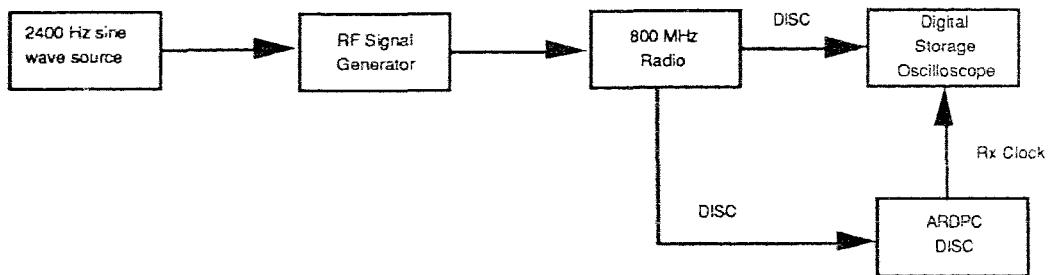 2400 Hz sine
wave source
RF Signal
Generator
800 MHz
Radio
DISC
Digital
Storage
Oscilloscope
Rx Clock
DISC
ARDPC
DISC